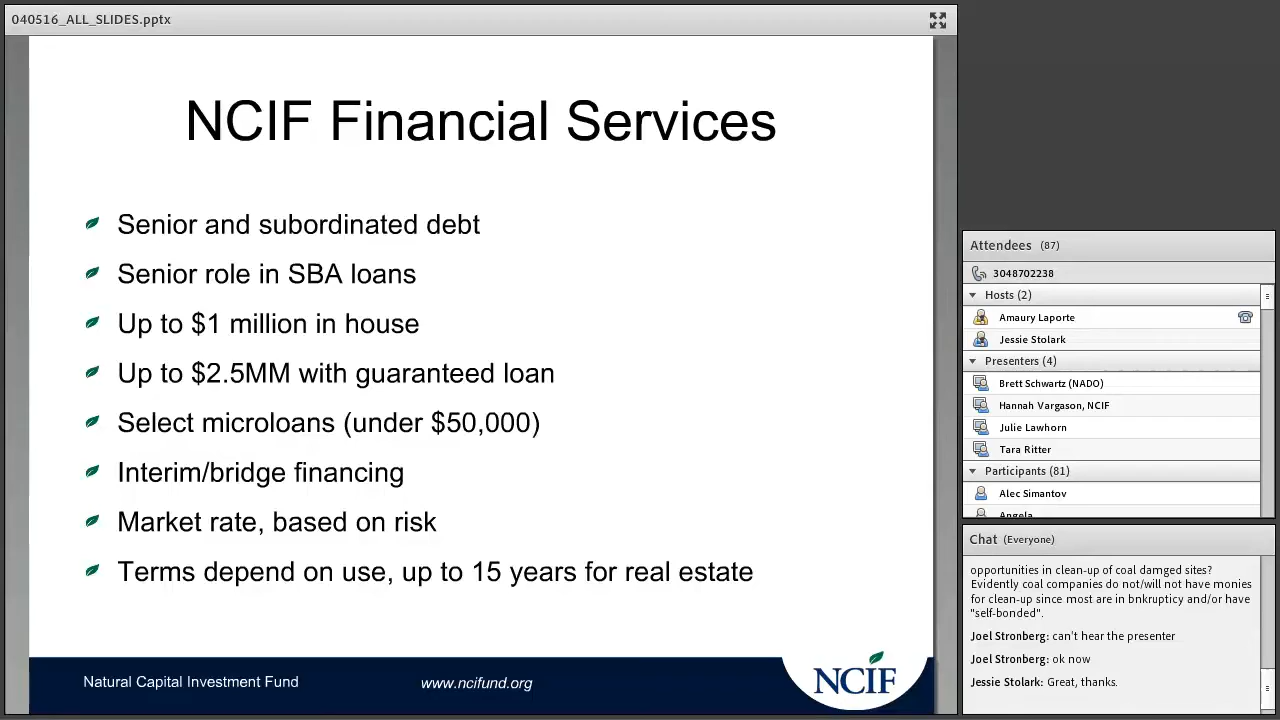 040516_ALL_SLIDES.pptx
NCIF Financial Services
Senior and subordinated debt
Senior role in SBA loans
Up to $1 million in house
Up to $2.5MM with guaranteed loan
Select microloans (under $50,000)
Interim/bridge financing
Market rate, based on risk
Terms depend on use, up to 15 years for real estate
Natural Capital Investment Fund
www.ncifund.org
NCIF
Attendees (87)
3048702238
Hosts (2)
Amaury Laporte
Jessie Stolark
Presenters (4)
Brett Schwartz (NADO)
Hannah Vargason, NCIF
Julie Lawhorn
Tara Ritter
Participants (81)
Alec Simantov
Angela
Chat (Everyone)
opportunities in clean-up of coal damged sites?
Evidently coal companies do not/will not have monies
for clean-up since most are in bnkruptcy and/or have
"self-bonded".
Joel Stronberg: can't hear the presenter
Joel Stronberg: ok now
Jessie Stolark: Great, thanks.